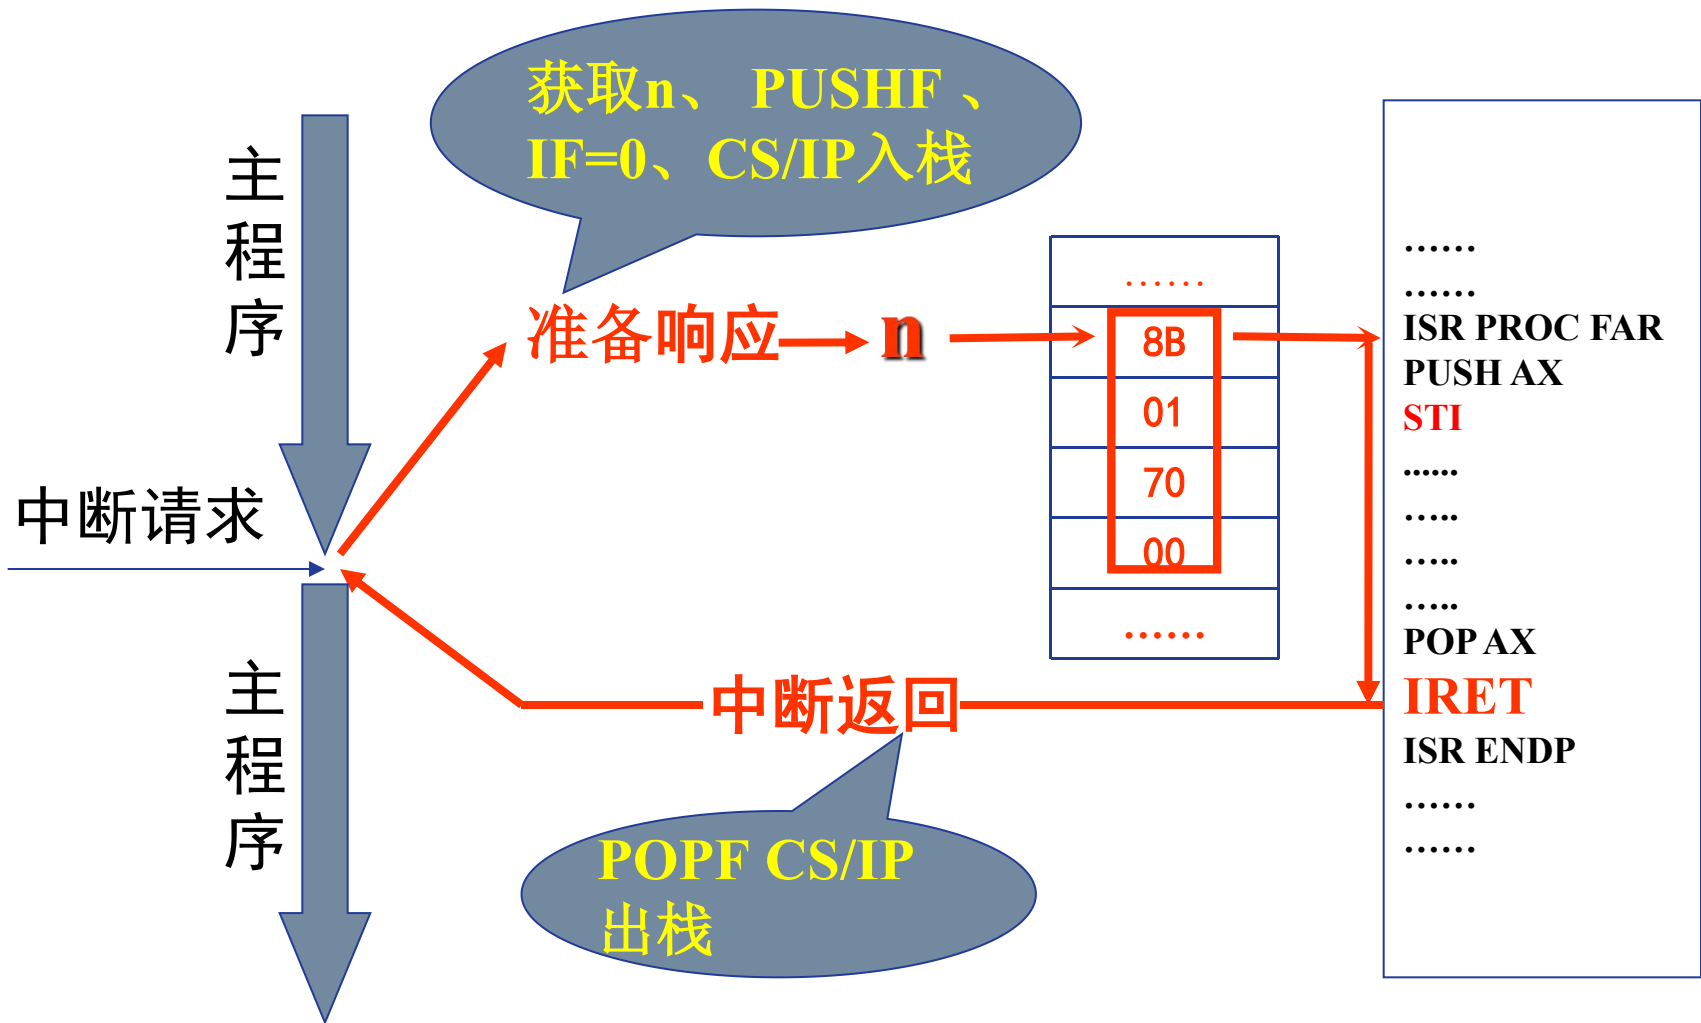 获取n、 PUSHF 、
IF=0、CS/IP入栈
主
程
序
中断请求
准备响应
n
……
8B
01
70
00
……
……
……
ISR PROC FAR
PUSH AX
STI
......
…..
…..
…..
POP AX
IRET
ISR ENDP
……
……
中断返回
主
程
序
POPF CS/IP
出栈